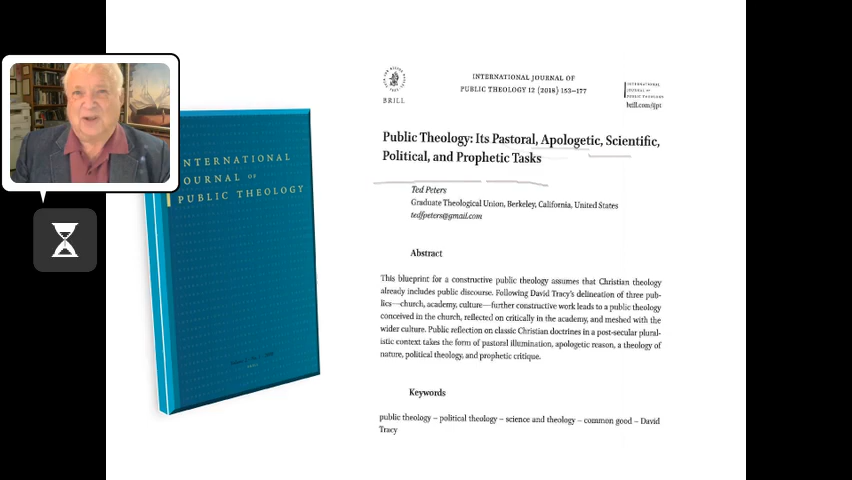 INTERNATIONAL
JOURNAL OF
PUBLIC THEOLOGY
BRILL
INTERNATIONAL JOURNAL OF
PUBLIC THEOLOGY 12 (2018) 153–177
INTERNATIONAL
JOURNAL OF
PUBLIC THEOLOGY
brill.com/ijpt
Public Theology: Its Pastoral, Apologetic, Scientific,
Political, and Prophetic Tasks
Ted Peters
Graduate Theological Union, Berkeley, California, United States
tedfpeters@gmail.com
Abstract
This blueprint for a constructive public theology assumes that Christian theology
already includes public discourse. Following David Tracy's delineation of three pub-
lics—church, academy, culture—further constructive work leads to a public theology
conceived in the church, reflected on critically in the academy, and meshed with the
wider culture. Public reflection on classic Christian doctrines in a post-secular plural-
istic context takes the form of pastoral illumination, apologetic reason, a theology of
nature, political theology, and prophetic critique.
Keywords
public theology – political theology – science and theology – common good – David
Tracy